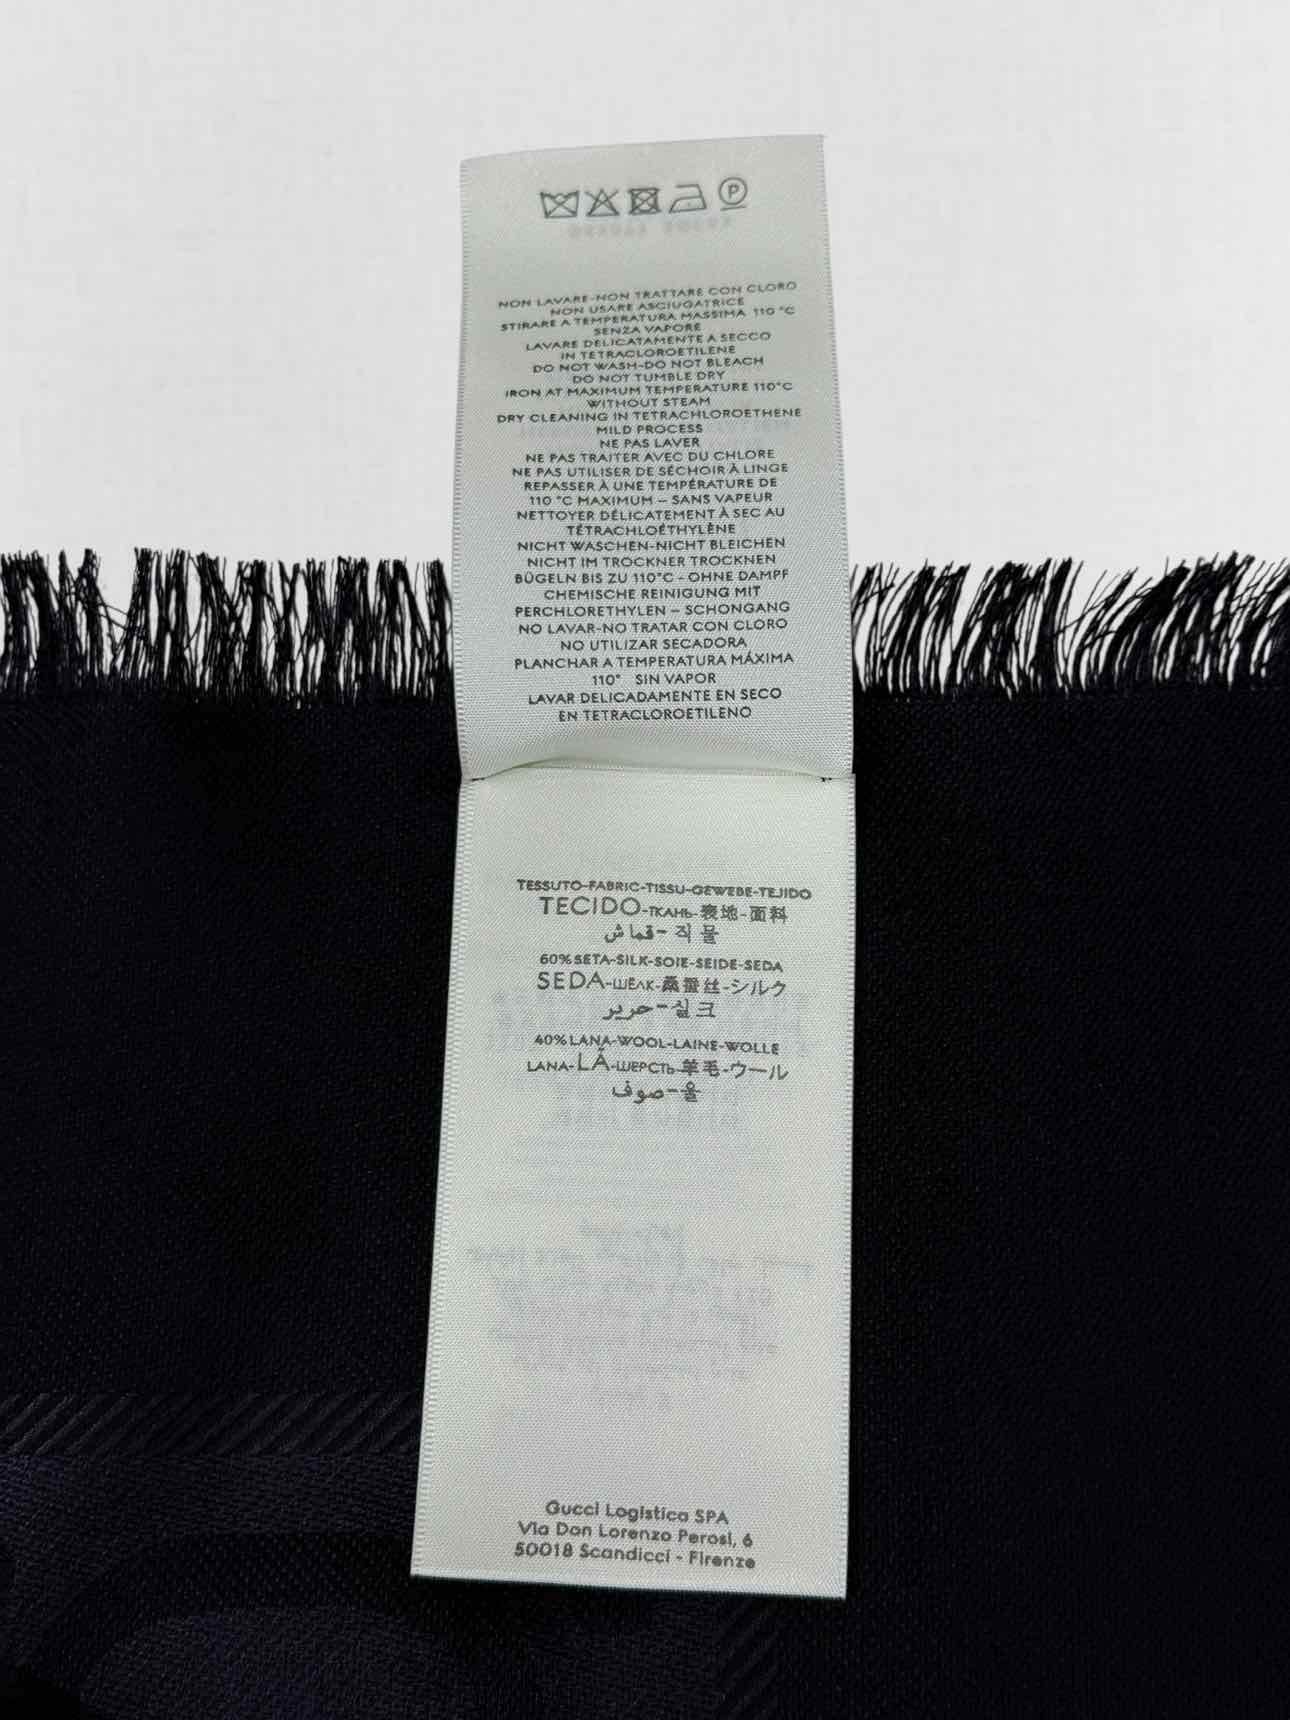 P
NON LAVARE-NON TRATTARE CON CLORO
NON USARE ASCIUGATRICE
STIRARE A TEMPERATURA MASSIMA 110 °C
SENZA VAPORE
LAVARE DELICATAMENTE A SECCO
IN TETRACLOROETILENE
DO NOT WASH-DO NOT BLEACH
DO NOT TUMBLE DRY
IRON AT MAXIMUM TEMPERATURE 110°C
WITHOUT STEAM
DRY CLEANING IN TETRACHLOROETHENE
MILD PROCESS
NE PAS LAVER
NE PAS TRAITER AVEC DU CHLORE
NE PAS UTILISER DE SÉCHOIR À LINGE
REPASSER À UNE TEMPÉRATURE DE
110 °C MAXIMUM – SANS VAPEUR
NETTOYER DÉLICATEMENT À SEC AU
TÉTRACHLOÉTHYLÈNE
NICHT WASCHEN-NICHT BLEICHEN
NICHT IM TROCKNER TROCKNEN
BÜGELN BIS ZU 110°C - OHNE DAMPF
CHEMISCHE REINIGUNG MIT
PERCHLORETHYLEN – SCHONGANG
NO LAVAR-NO TRATAR CON CLORO
NO UTILIZAR SECADORA
PLANCHAR A TEMPERATURA MÁXIMA
110° SIN VAPOR
LAVAR DELICADAMENTE EN SECO
EN TETRACLOROETILENO
TESSUTO-FABRIC-TISSU-GEWEBE-TEJIDO
TECIDO-ТКАНЬ-表地-面料
قماش-직물
60% SETA-SILK-SOIE-SEIDE-SEDA
SEDA-ШЁЛК-桑蚕丝-シルク
حرير-실크
40% LANA-WOOL-LAINE-WOLLE
LANA-LÃ-ШЕРСТЬ-羊毛-ウール
صوف-울
Gucci Logistica SPA
Via Don Lorenzo Perosi, 6
50018 Scandicci - Firenze